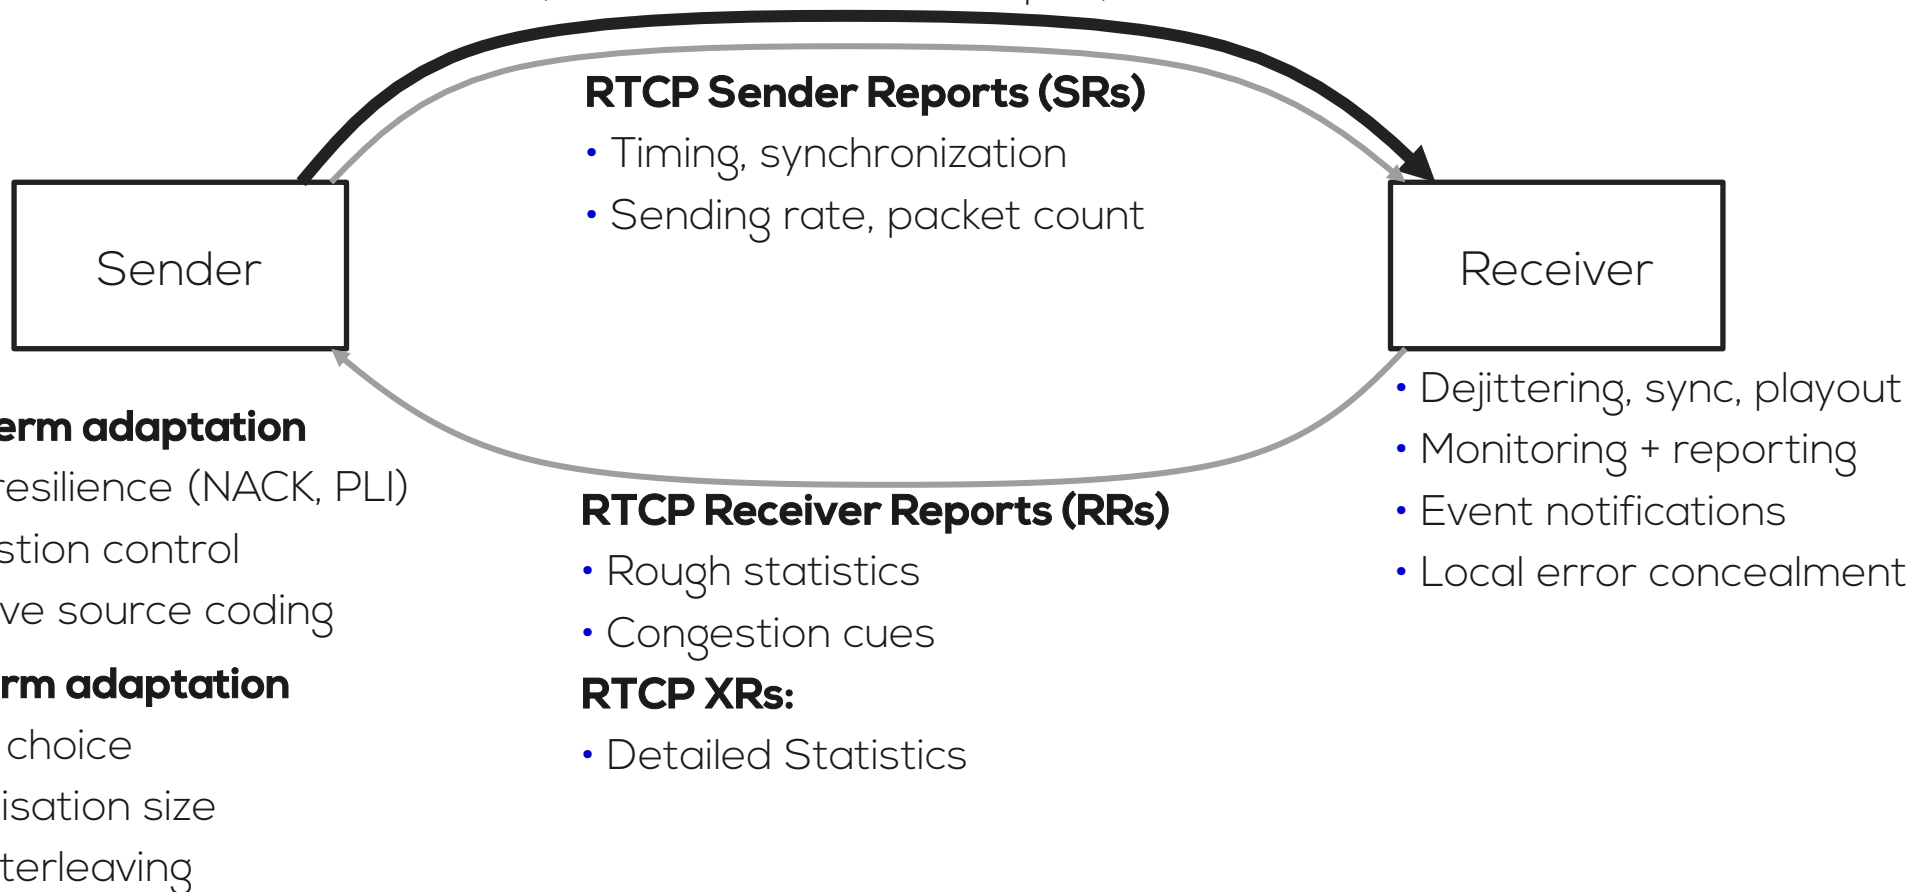 RTCP Sender Reports (SRs)
• Timing, synchronization
• Sending rate, packet count
Sender
Receiver
erm adaptation
resilience (NACK, PLI)
stion control
ve source coding
rm adaptation
choice
isation size
terleaving
RTCP Receiver Reports (RRs)
• Rough statistics
• Congestion cues
RTCP XRs:
• Detailed Statistics
• Dejittering, sync, playout
• Monitoring + reporting
• Event notifications
• Local error concealment